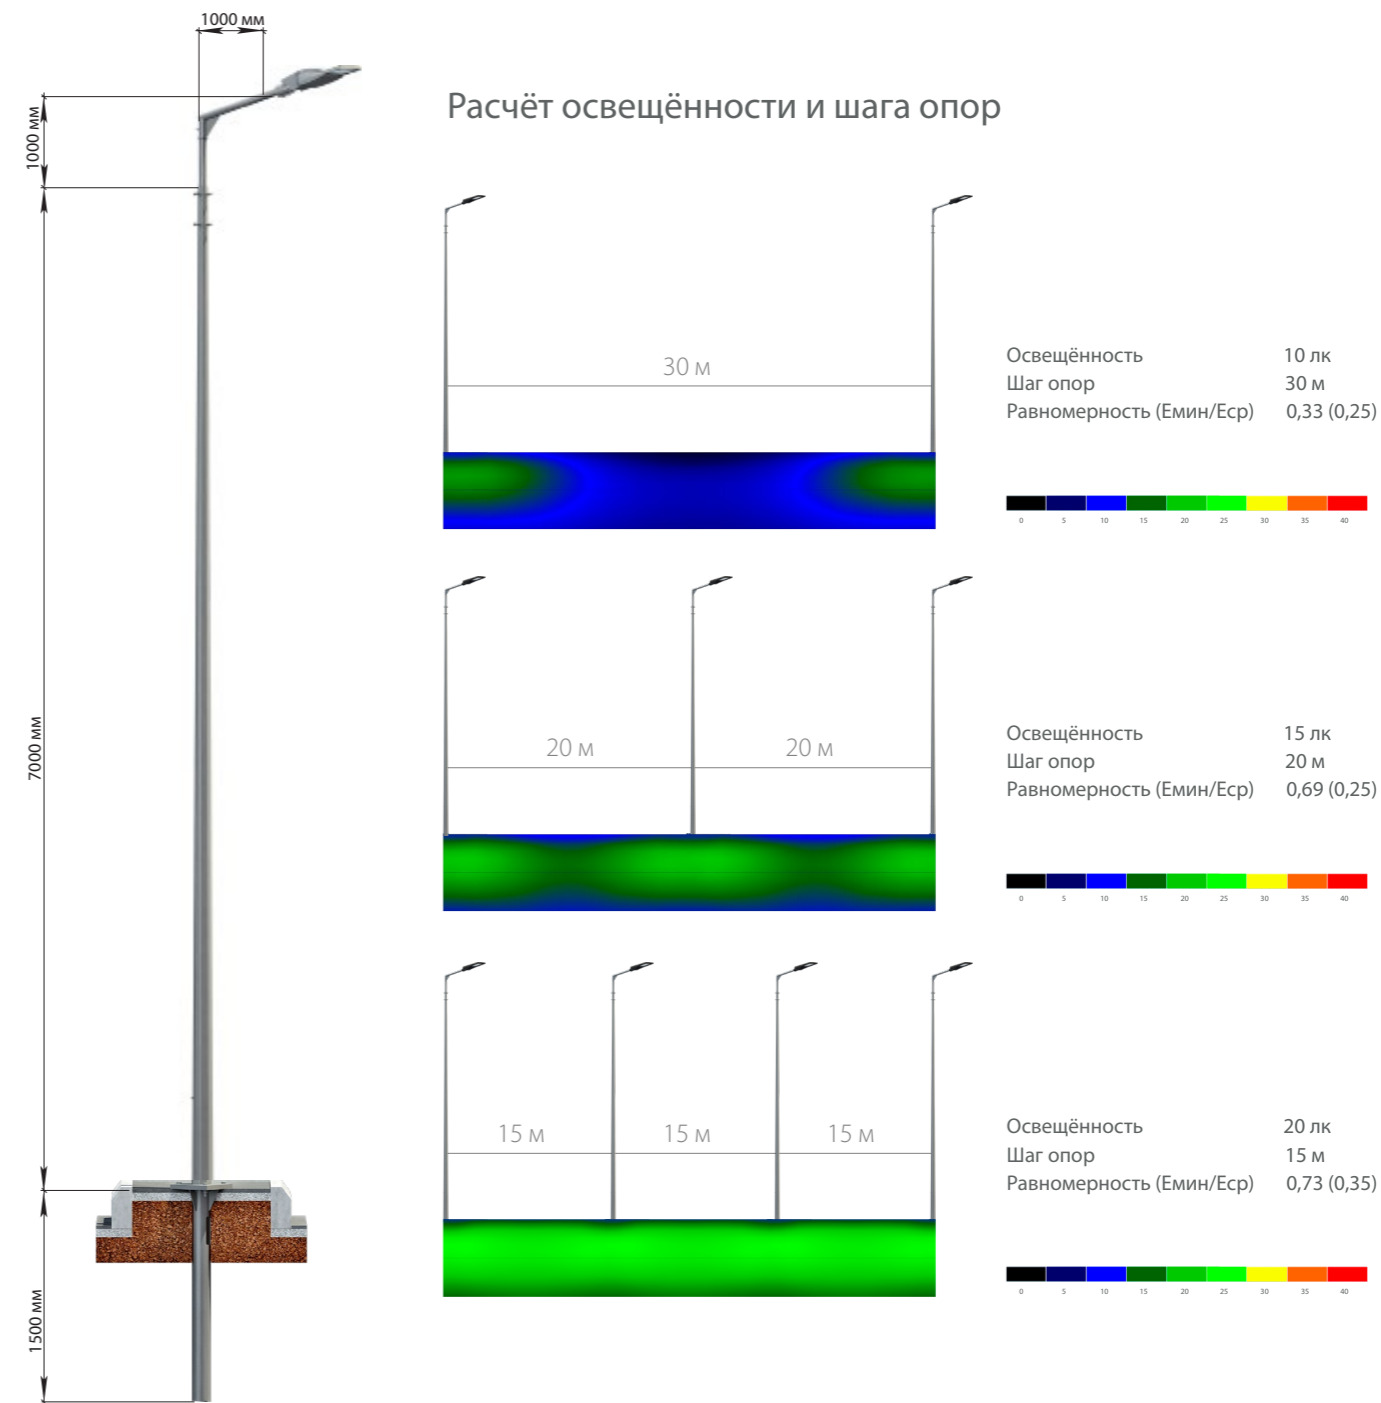 1000 мм
1000 мм
7000 мм
1500 мм
Расчёт освещённости и шага опор
30 м
Освещённость 10 лк
Шаг опор 30 м
Равномерность (Емин/Еср) 0,33 (0,25)
0 5 10 15 20 25 30 35 40
20 м 20 м
Освещённость 15 лк
Шаг опор 20 м
Равномерность (Емин/Еср) 0,69 (0,25)
0 5 10 15 20 25 30 35 40
15 м 15 м 15 м
Освещённость 20 лк
Шаг опор 15 м
Равномерность (Емин/Еср) 0,73 (0,35)
0 5 10 15 20 25 30 35 40